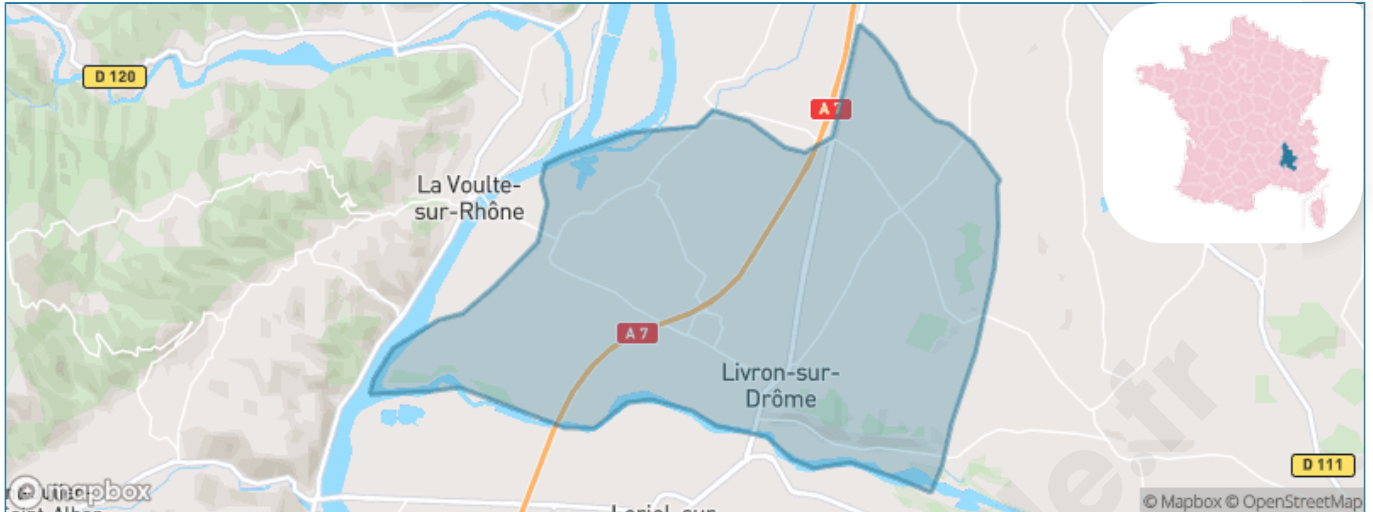 D 120
A 7
La Voulte-
sur-Rhône
A 7
Livron-sur-
Drôme
D 111
mapbox
© Mapbox © OpenStreetMap